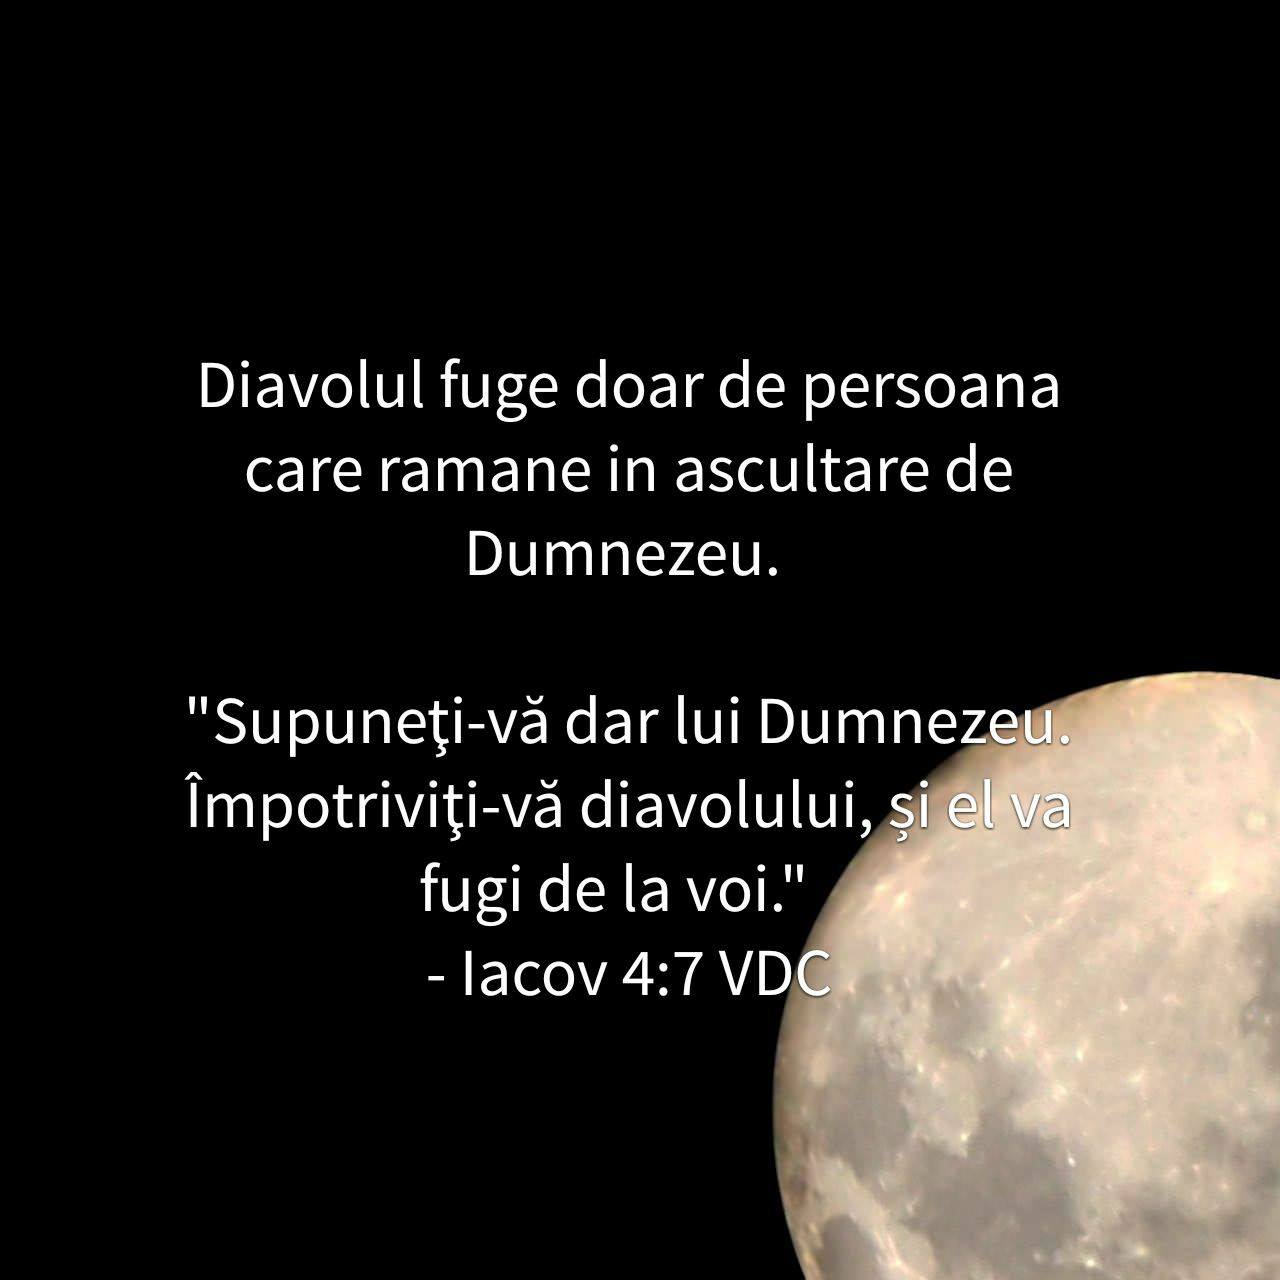 Diavolul fuge doar de persoana
care ramane in ascultare de
Dumnezeu.
"Supuneţi-vă dar lui Dumnezeu.
Împotriviţi-vă diavolului, și el va
fugi de la voi."
- Iacov 4:7 VDC